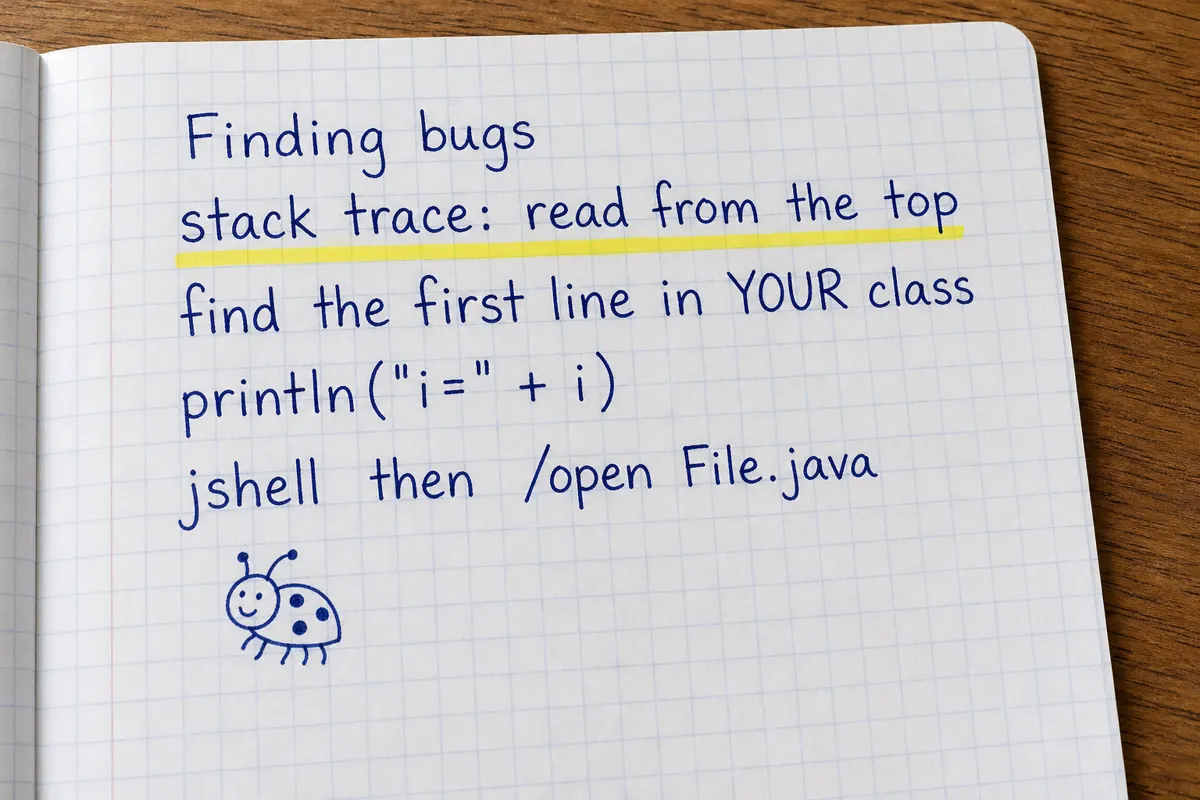 Finding bugs
stack trace: read from the top
find the first line in YOUR class
println("i=" + i)
jshell then /open File.java